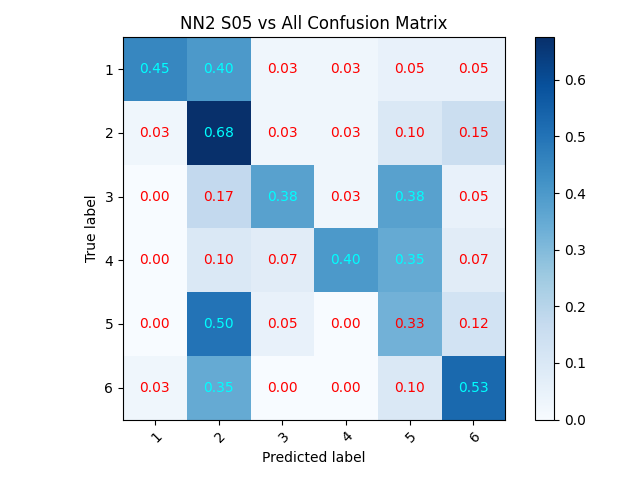 NN2 S05 vs All Confusion Matrix
1 0.45 0.40 0.03 0.03 0.05 0.05
2 0.03 0.68 0.03 0.03 0.10 0.15
3 0.00 0.17 0.38 0.03 0.38 0.05
4 0.00 0.10 0.07 0.40 0.35 0.07
5 0.00 0.50 0.05 0.00 0.33 0.12
6 0.03 0.35 0.00 0.00 0.10 0.53
1 2 3 4 5 6
Predicted label
True label
0.6
0.5
0.4
0.3
0.2
0.1
0.0